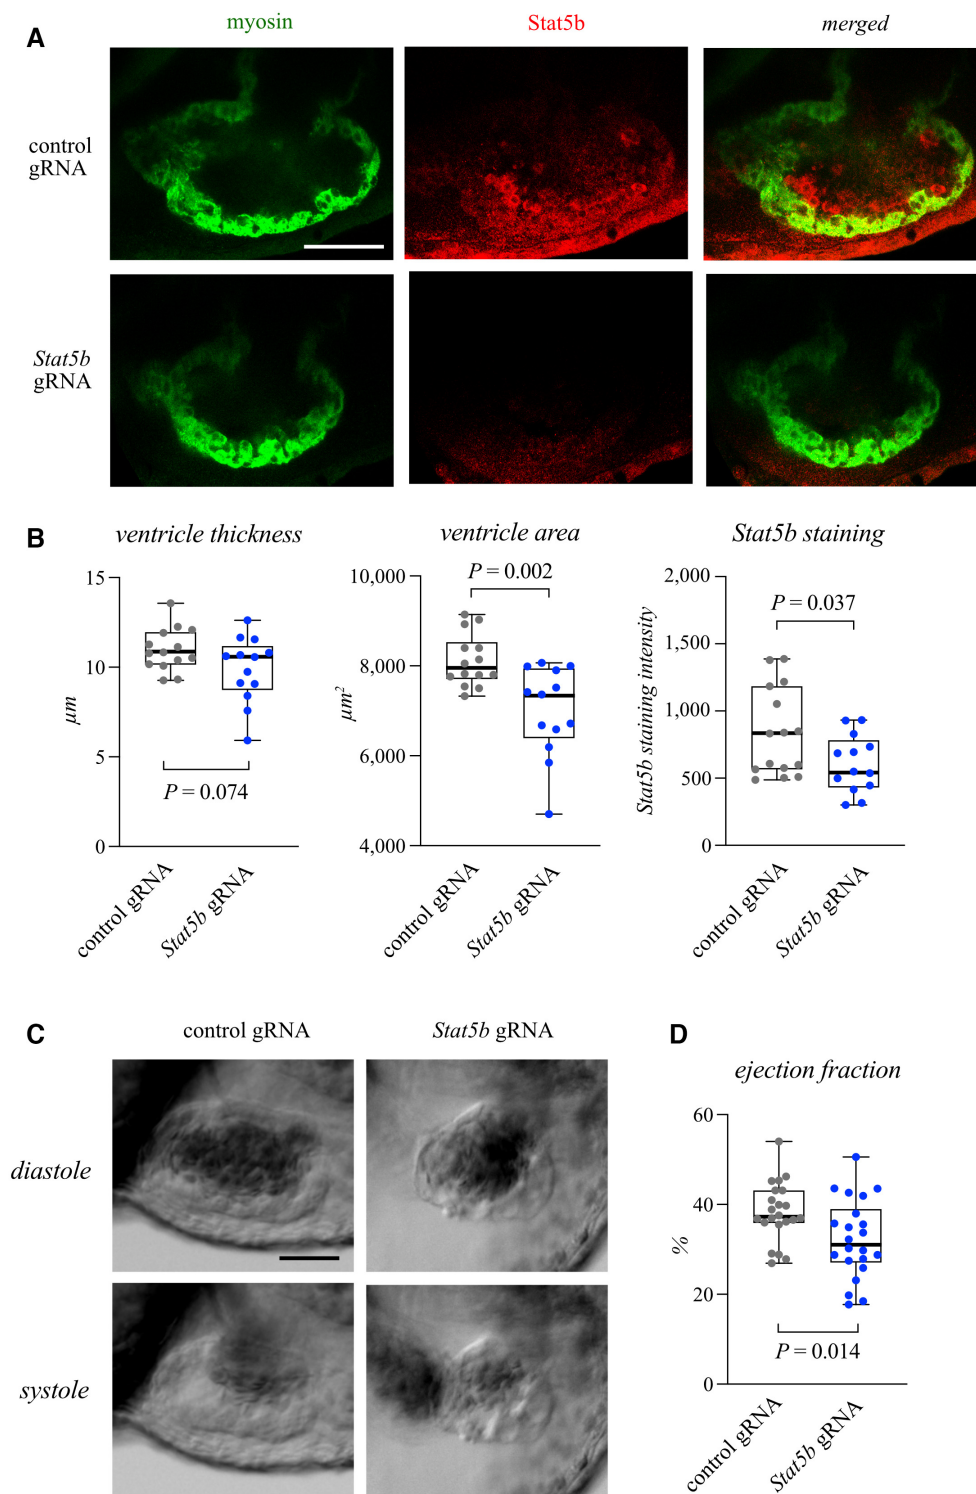 A
myosin
Stat5b
merged
control
gRNA
Stat5b
gRNA
B
ventricle thickness
ventricle area
Stat5b staining
15
10
5
0
μm
P = 0.074
control gRNA
Stat5b gRNA
10,000
8,000
6,000
4,000
μm²
P = 0.002
control gRNA
Stat5b gRNA
2,000
1,500
1,000
500
0
Stat5b staining intensity
P = 0.037
control gRNA
Stat5b gRNA
C
control gRNA
Stat5b gRNA
diastole
systole
D
ejection fraction
60
40
20
0
%
P = 0.014
control gRNA
Stat5b gRNA